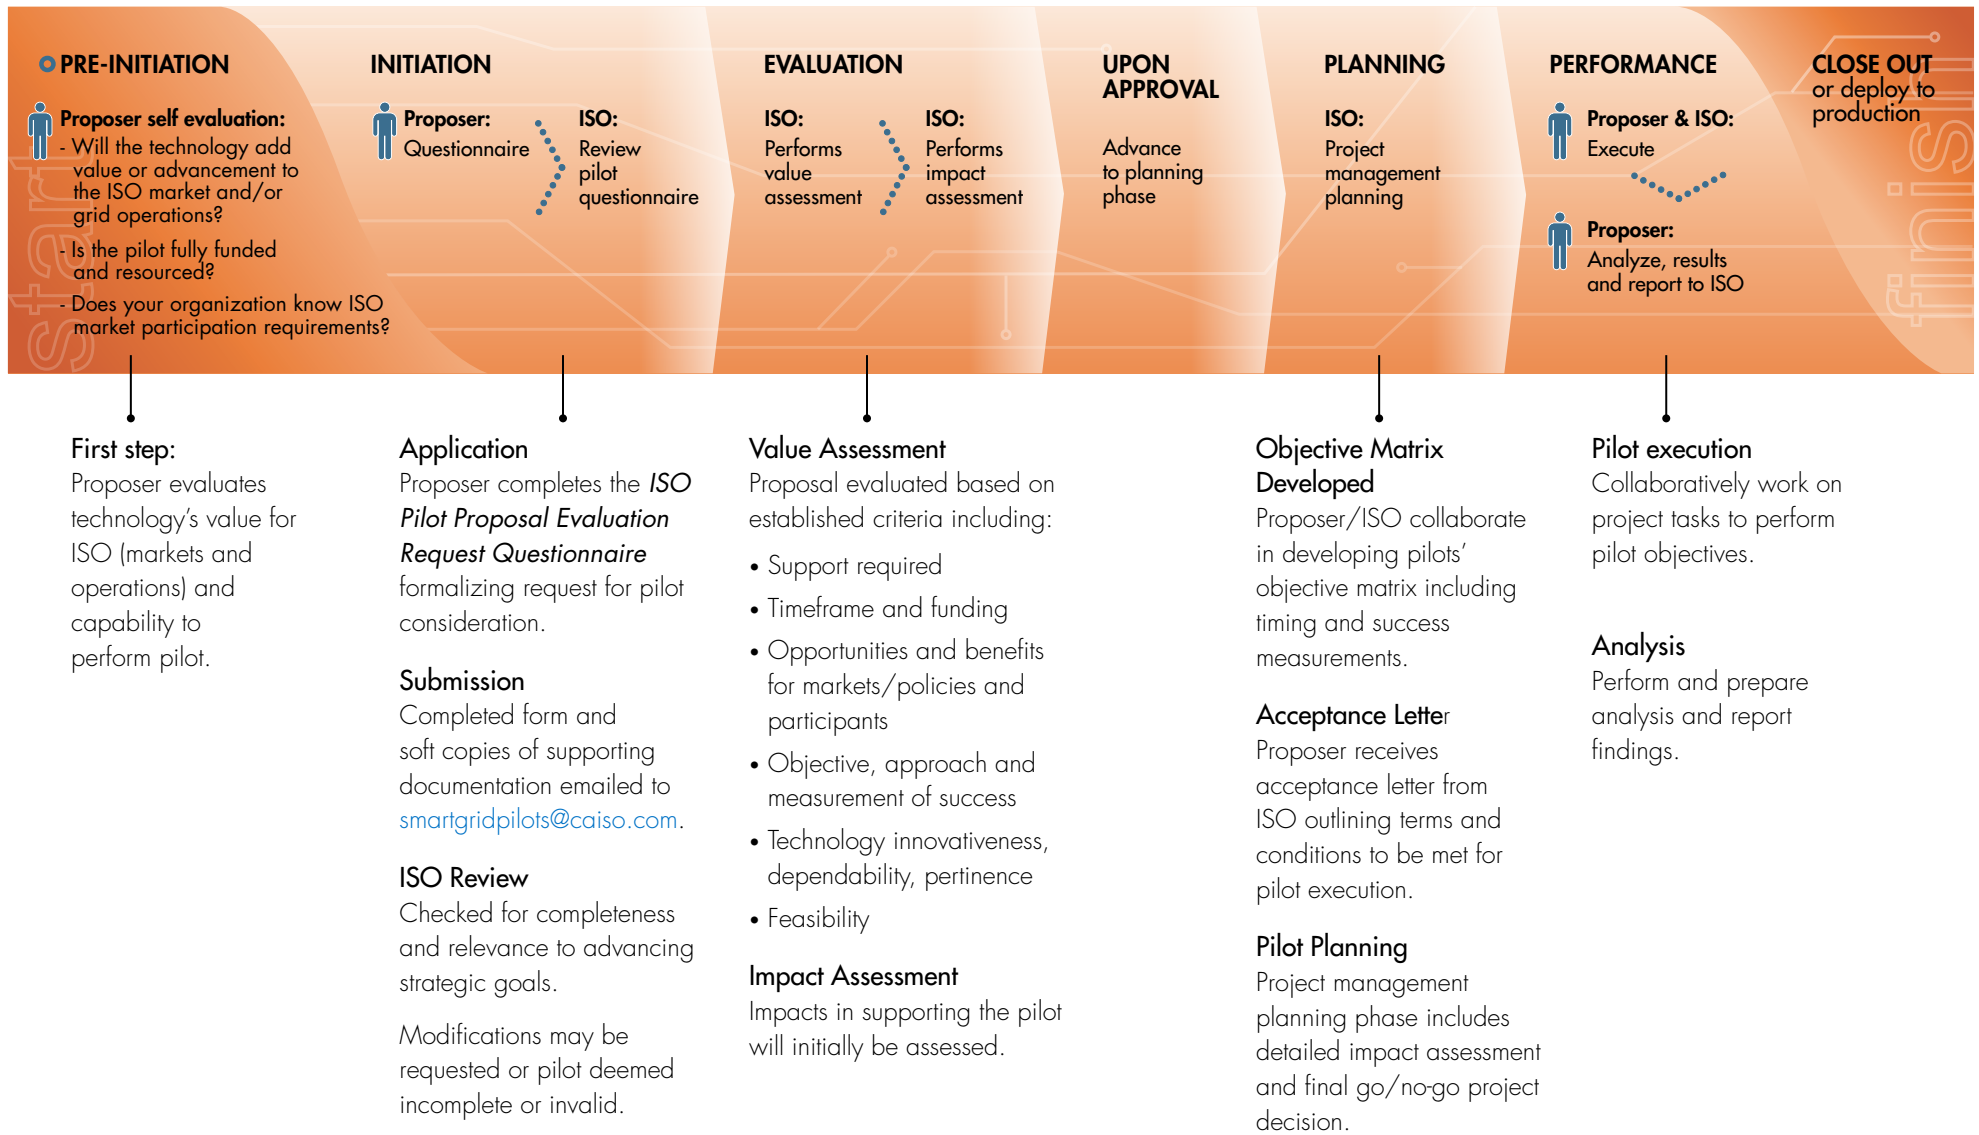 start
PRE-INITIATION
Proposer self evaluation:
- Will the technology add
value or advancement to
the ISO market and/or
grid operations?
- Is the pilot fully funded
and resourced?
- Does your organization know ISO
market participation requirements?
INITIATION
Proposer:
Questionnaire
ISO:
Review
pilot
questionnaire
EVALUATION
ISO:
Performs
value
assessment
ISO:
Performs
impact
assessment
UPON
APPROVAL
Advance
to planning
phase
PLANNING
ISO:
Project
management
planning
PERFORMANCE
Proposer & ISO:
Execute
Proposer:
Analyze, results
and report to ISO
CLOSE OUT
or deploy to
production
finish
First step:
Proposer evaluates
technology's value for
ISO (markets and
operations) and
capability to
perform pilot.
Application
Proposer completes the ISO
Pilot Proposal Evaluation
Request Questionnaire
formalizing request for pilot
consideration.
Submission
Completed form and
soft copies of supporting
documentation emailed to
smartgridpilots@caiso.com.
ISO Review
Checked for completeness
and relevance to advancing
strategic goals.
Modifications may be
requested or pilot deemed
incomplete or invalid.
Value Assessment
Proposal evaluated based on
established criteria including:
• Support required
• Timeframe and funding
• Opportunities and benefits
for markets/policies and
participants
• Objective, approach and
measurement of success
• Technology innovativeness,
dependability, pertinence
• Feasibility
Impact Assessment
Impacts in supporting the pilot
will initially be assessed.
Objective Matrix
Developed
Proposer/ISO collaborate
in developing pilots'
objective matrix including
timing and success
measurements.
Acceptance Letter
Proposer receives
acceptance letter from
ISO outlining terms and
conditions to be met for
pilot execution.
Pilot Planning
Project management
planning phase includes
detailed impact assessment
and final go/no-go project
decision.
Pilot execution
Collaboratively work on
project tasks to perform
pilot objectives.
Analysis
Perform and prepare
analysis and report
findings.